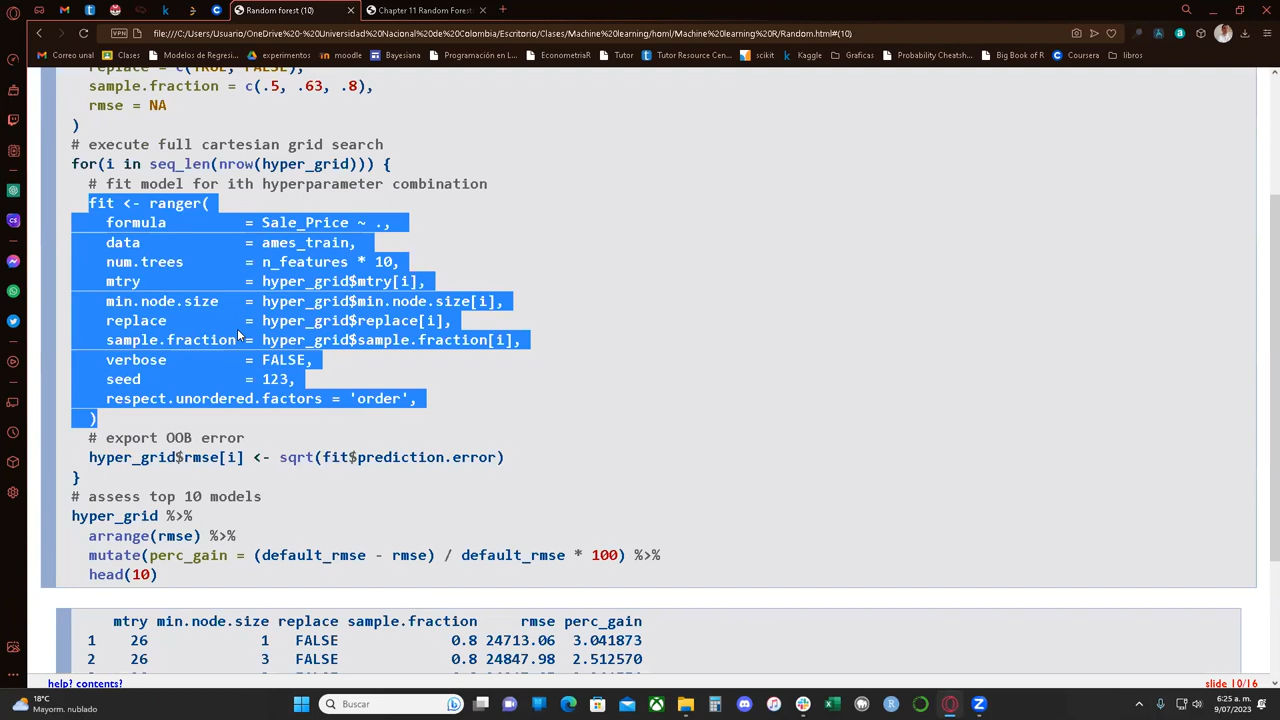 Random forest (10)
Chapter 11 Random Forest
VPN
file:///C:/Users/Usuario/OneDrive%20-%20Universidad%20Nacional%20de%20Colombia/Escritorio/Clases/Machine%20learning/homl/Machine%20learning%20R/Random.html#(10)
Correo unal
Clases
Modelos de Regresi...
experimentos
moodle
Bayesiana
Programación en L...
EconometriaR
Tutor
Tutor Resource Cen...
scikit
Kaggle
Graficas
Probability Cheatsh...
Big Book of R
Coursera
libros
replace = c(TRUE, FALSE),
sample.fraction = c(.5, .63, .8),
rmse = NA
)
# execute full cartesian grid search
for(i in seq_len(nrow(hyper_grid))) {
# fit model for ith hyperparameter combination
fit <- ranger(
formula = Sale_Price ~ .,
data = ames_train,
num.trees = n_features * 10,
mtry = hyper_grid$mtry[i],
min.node.size = hyper_grid$min.node.size[i],
replace = hyper_grid$replace[i],
sample.fraction = hyper_grid$sample.fraction[i],
verbose = FALSE,
seed = 123,
respect.unordered.factors = 'order',
)
# export OOB error
hyper_grid$rmse[i] <- sqrt(fit$prediction.error)
}
# assess top 10 models
hyper_grid %>%
arrange(rmse) %>%
mutate(perc_gain = (default_rmse - rmse) / default_rmse * 100) %>%
head(10)
mtry min.node.size replace sample.fraction rmse perc_gain
1 26 1 FALSE 0.8 24713.06 3.041873
2 26 3 FALSE 0.8 24847.98 2.512570
help? contents?
slide 10/16
18°C
Mayorm. nublado
Buscar
6:25 a. m.
9/07/2023